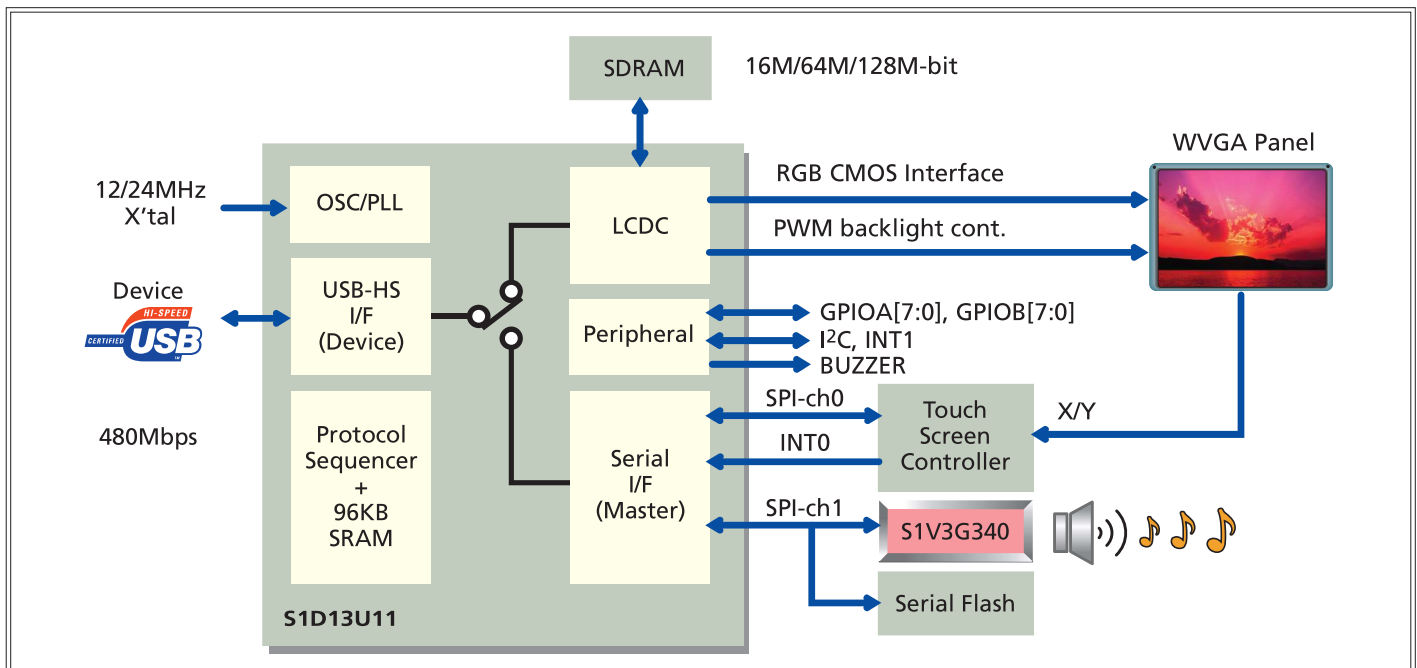 SDRAM
16M/64M/128M-bit
WVGA Panel
12/24MHz
X'tal
OSC/PLL
LCDC
RGB CMOS Interface
PWM backlight cont.
Device
HI-SPEED
CERTIFIED USB
TM
480Mbps
USB-HS
I/F
(Device)
Peripheral
GPIOA[7:0], GPIOB[7:0]
I²C, INT1
BUZZER
Protocol
Sequencer
+
96KB
SRAM
Serial
I/F
(Master)
SPI-ch0
INT0
SPI-ch1
Touch
Screen
Controller
X/Y
S1V3G340
Serial Flash
S1D13U11